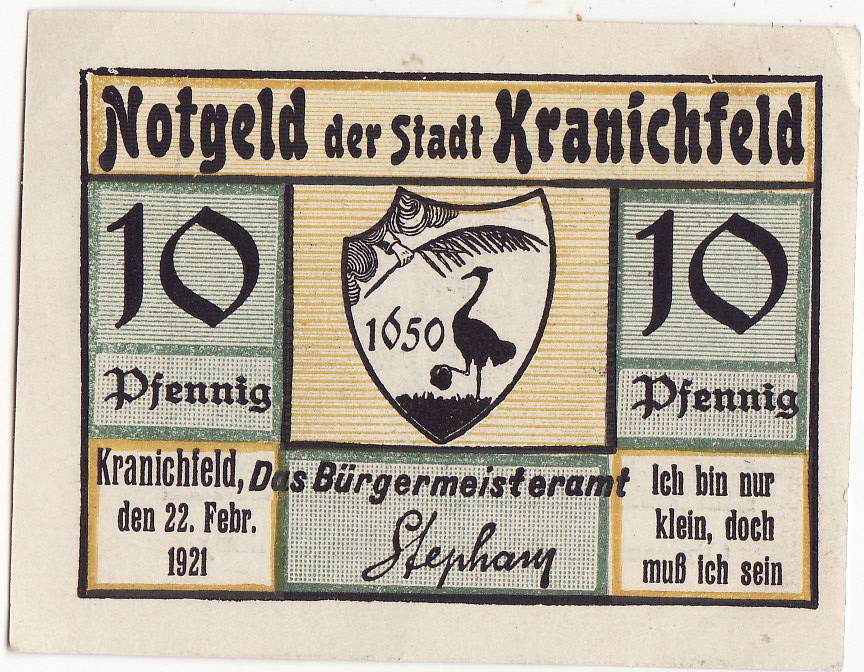 Notgeld der Stadt Kranichfeld
10
Pfennig
1650
10
Pfennig
Kranichfeld,
den 22. Febr.
1921
Das Bürgermeisteramt
Stephany
Ich bin nur
klein, doch
muß ich sein